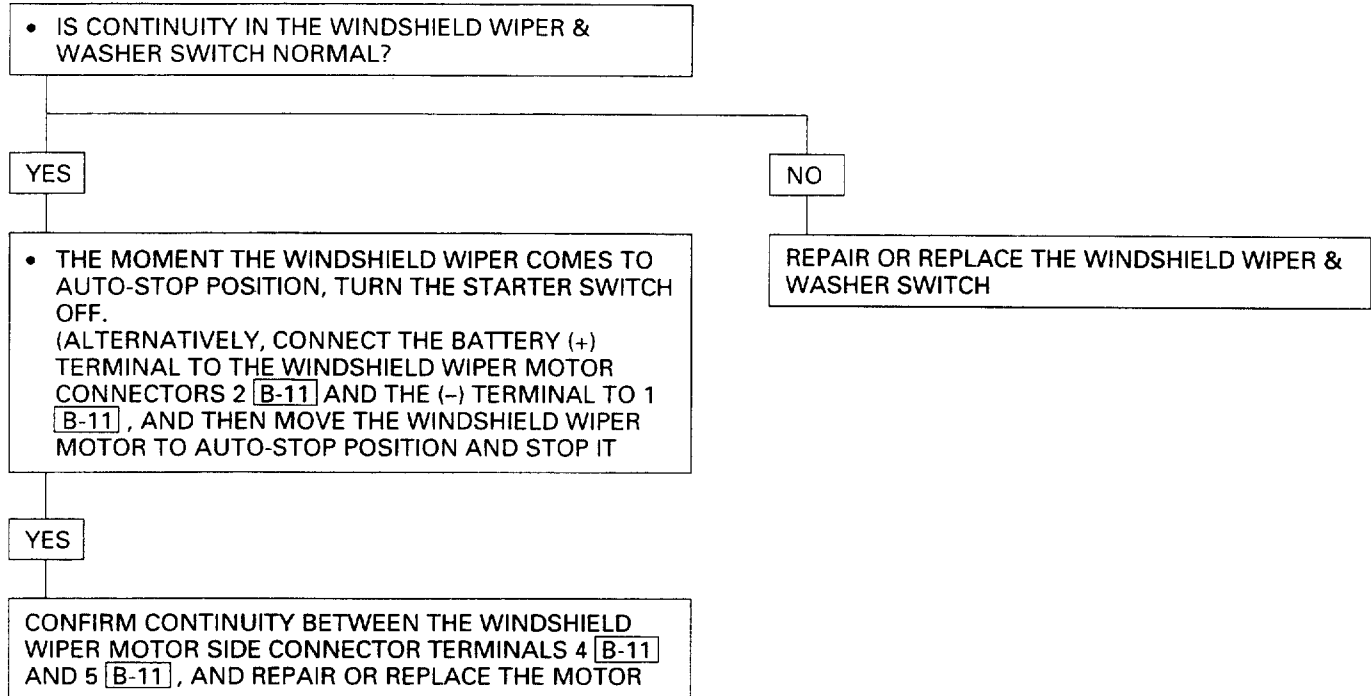 • IS CONTINUITY IN THE WINDSHIELD WIPER &
WASHER SWITCH NORMAL?
YES
NO
• THE MOMENT THE WINDSHIELD WIPER COMES TO
AUTO-STOP POSITION, TURN THE STARTER SWITCH
OFF.
(ALTERNATIVELY, CONNECT THE BATTERY (+)
TERMINAL TO THE WINDSHIELD WIPER MOTOR
CONNECTORS 2 B-11 AND THE (–) TERMINAL TO 1
B-11 , AND THEN MOVE THE WINDSHIELD WIPER
MOTOR TO AUTO-STOP POSITION AND STOP IT
REPAIR OR REPLACE THE WINDSHIELD WIPER &
WASHER SWITCH
YES
CONFIRM CONTINUITY BETWEEN THE WINDSHIELD
WIPER MOTOR SIDE CONNECTOR TERMINALS 4 B-11
AND 5 B-11 , AND REPAIR OR REPLACE THE MOTOR